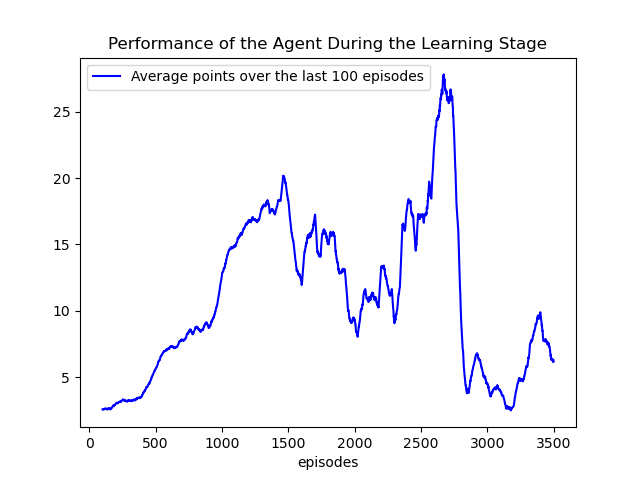 Performance of the Agent During the Learning Stage
Average points over the last 100 episodes
25
20
15
10
5
0 500 1000 1500 2000 2500 3000 3500
episodes